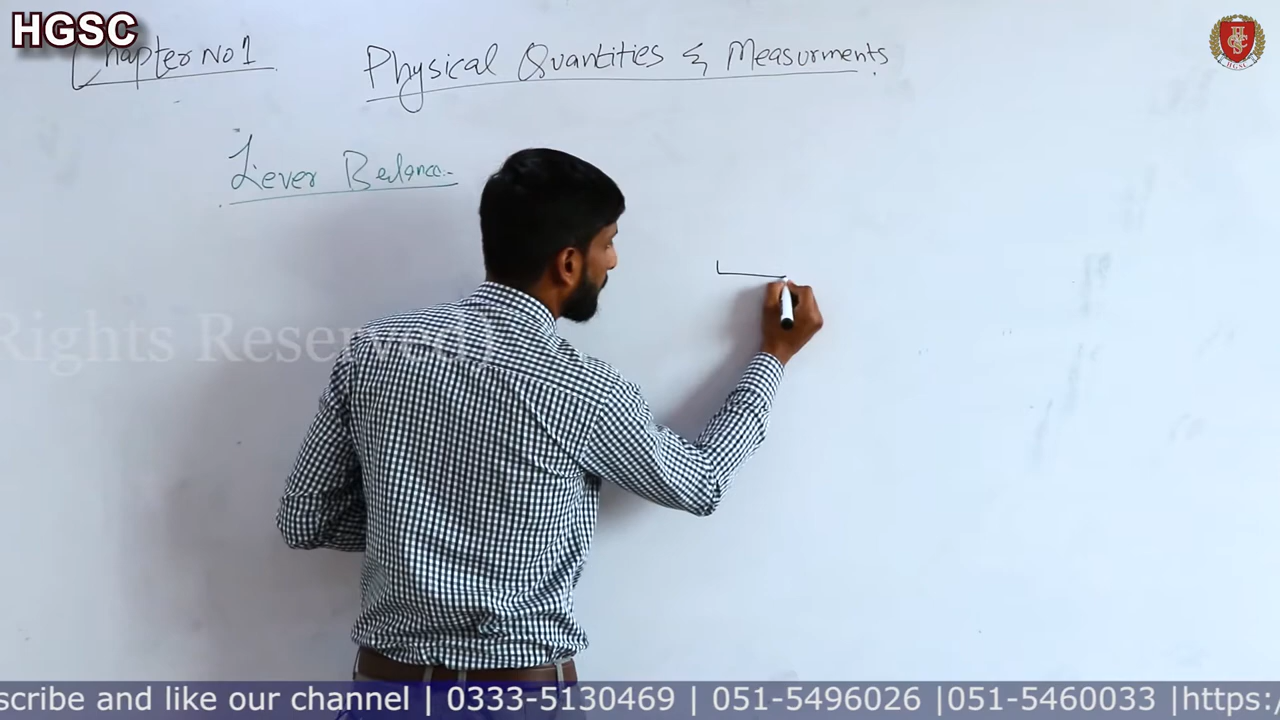 HGSC
Chapter No 1
Physical Quantities & Measurments
Lever Balance
Rights Reserved)
HGSC
scribe and like our channel | 0333-5130469 | 051-5496026 |051-5460033 |https:/